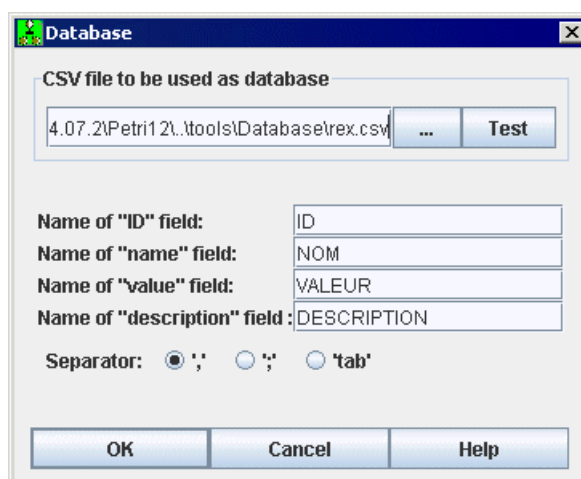 Database
CSV file to be used as database
4.07.2\Petri12\..\tools\Database\rex.csv ... Test
Name of "ID" field: ID
Name of "name" field: NOM
Name of "value" field: VALEUR
Name of "description" field : DESCRIPTION
Separator: ',' ';' 'tab'
OK Cancel Help